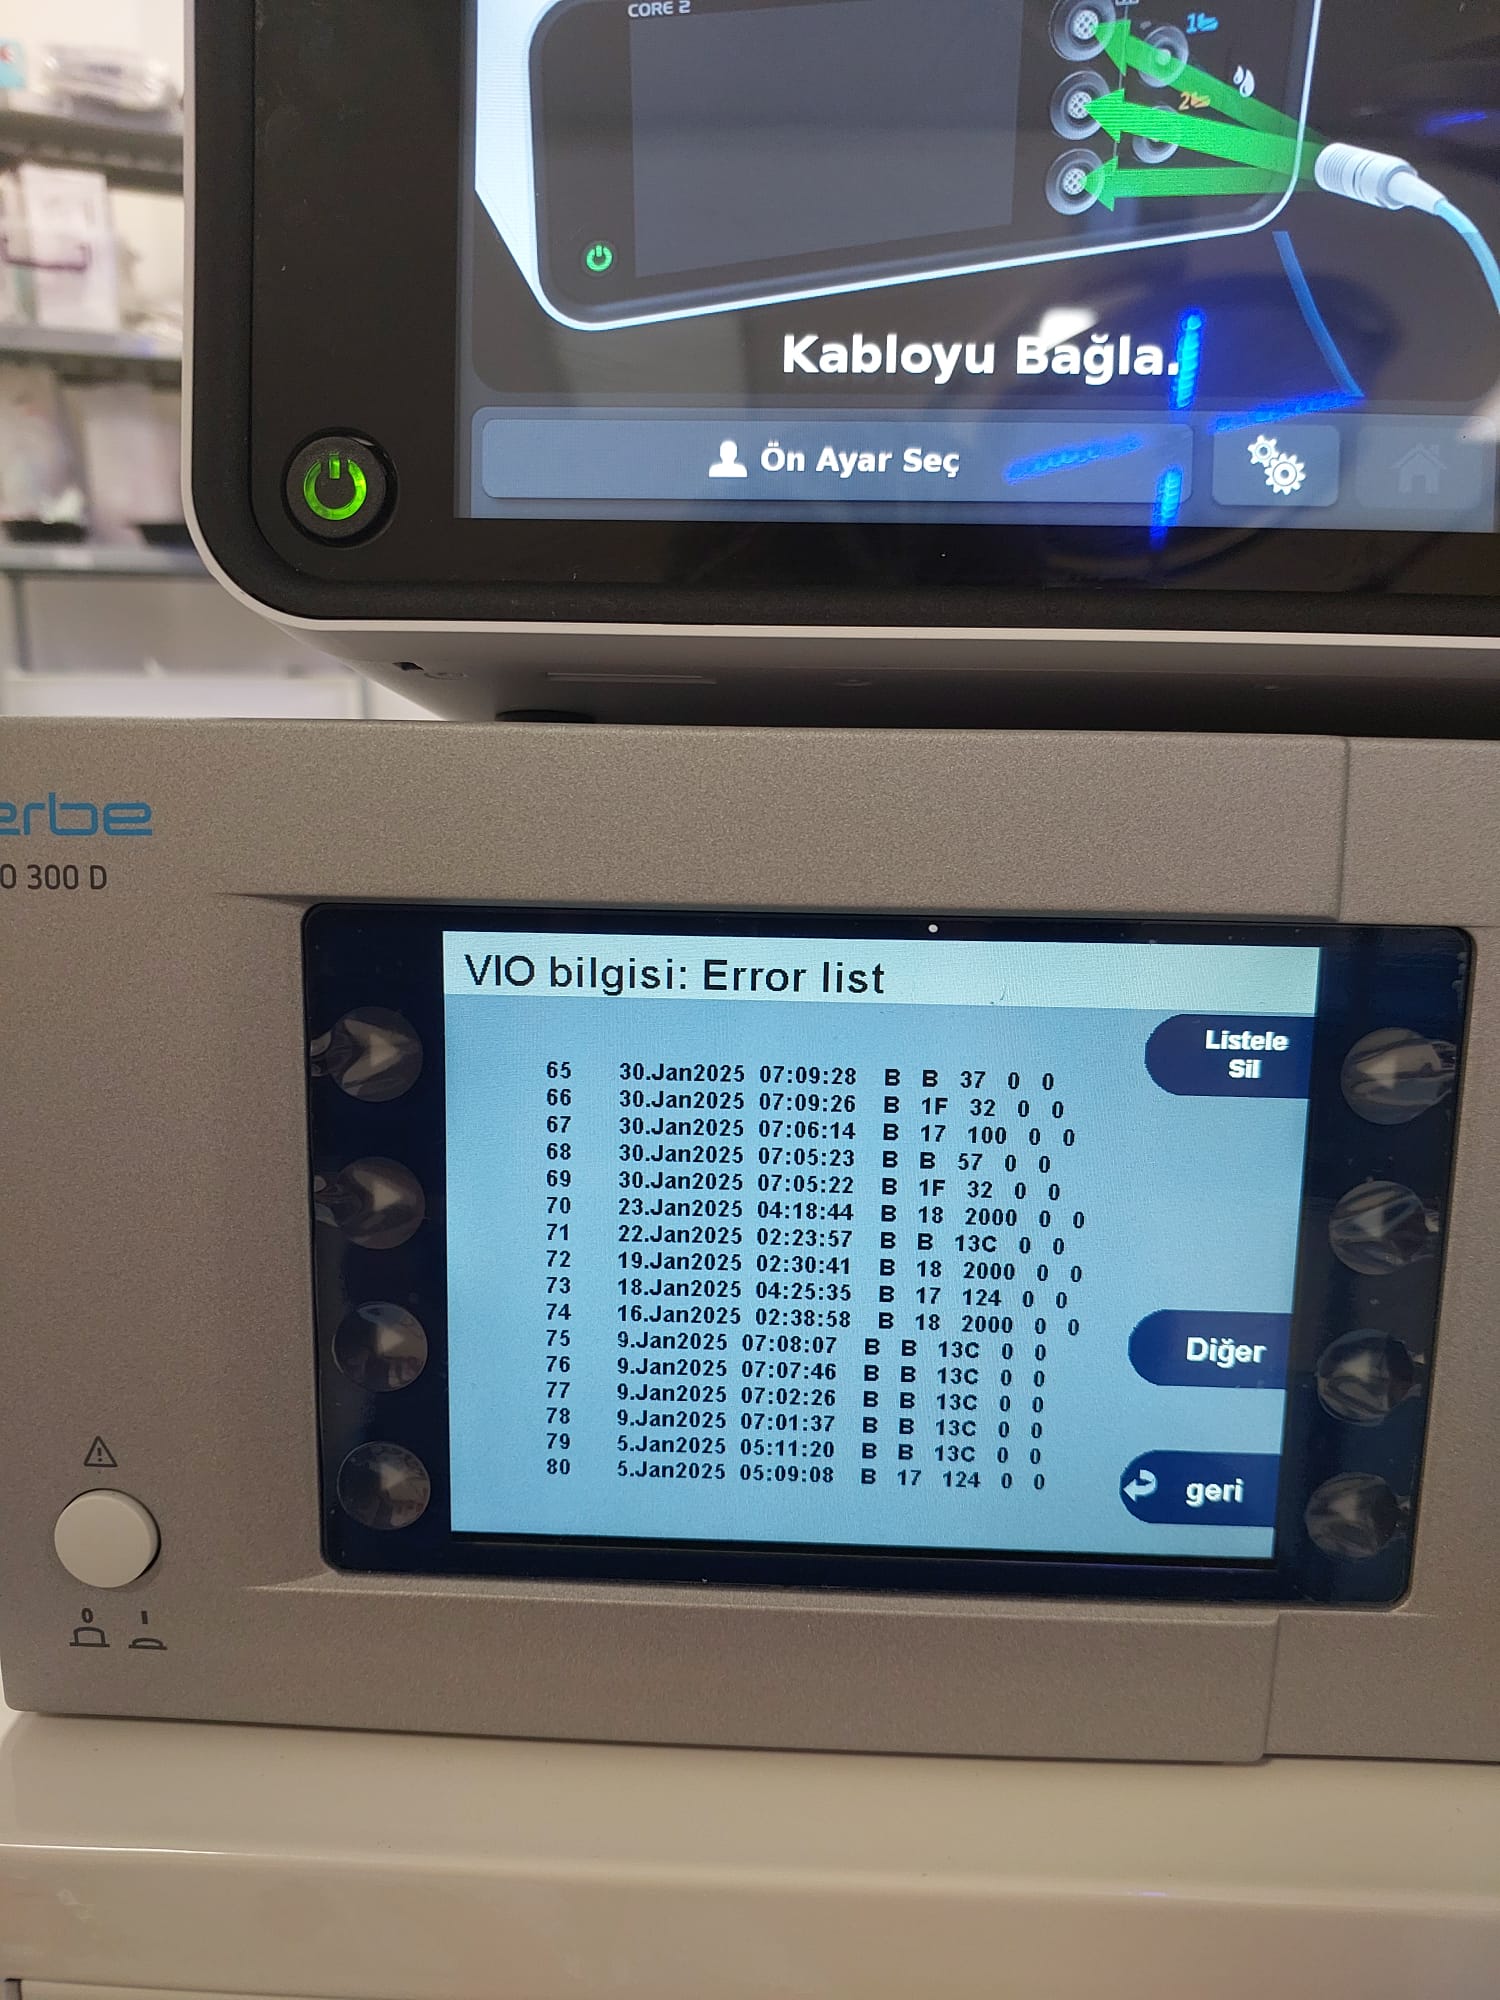 CORE 2
1
2
Kabloyu Bağla.
Ön Ayar Seç
erbe
O 300 D
VIO bilgisi: Error list
Listele
Sil
65 30.Jan2025 07:09:28 B B 37 0 0
66 30.Jan2025 07:09:26 B 1F 32 0 0
67 30.Jan2025 07:06:14 B 17 100 0 0
68 30.Jan2025 07:05:23 B B 57 0 0
69 30.Jan2025 07:05:22 B 1F 32 0 0
70 23.Jan2025 04:18:44 B 18 2000 0 0
71 22.Jan2025 02:23:57 B B 13C 0 0
72 19.Jan2025 02:30:41 B 18 2000 0 0
73 18.Jan2025 04:25:35 B 17 124 0 0
74 16.Jan2025 02:38:58 B 18 2000 0 0
75 9.Jan2025 07:08:07 B B 13C 0 0
76 9.Jan2025 07:07:46 B B 13C 0 0
77 9.Jan2025 07:02:26 B B 13C 0 0
78 9.Jan2025 07:01:37 B B 13C 0 0
79 5.Jan2025 05:11:20 B B 13C 0 0
80 5.Jan2025 05:09:08 B 17 124 0 0
Diğer
geri
0 I